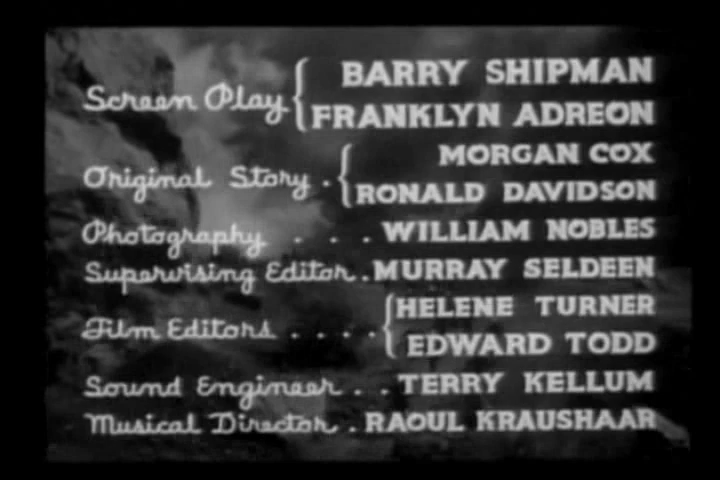 Screen Play { BARRY SHIPMAN
FRANKLYN ADREON
Original Story . { MORGAN COX
RONALD DAVIDSON
Photography . . . WILLIAM NOBLES
Supervising Editor . MURRAY SELDEEN
Film Editors . . . . { HELENE TURNER
EDWARD TODD
Sound Engineer . . TERRY KELLUM
Musical Director . RAOUL KRAUSHAAR